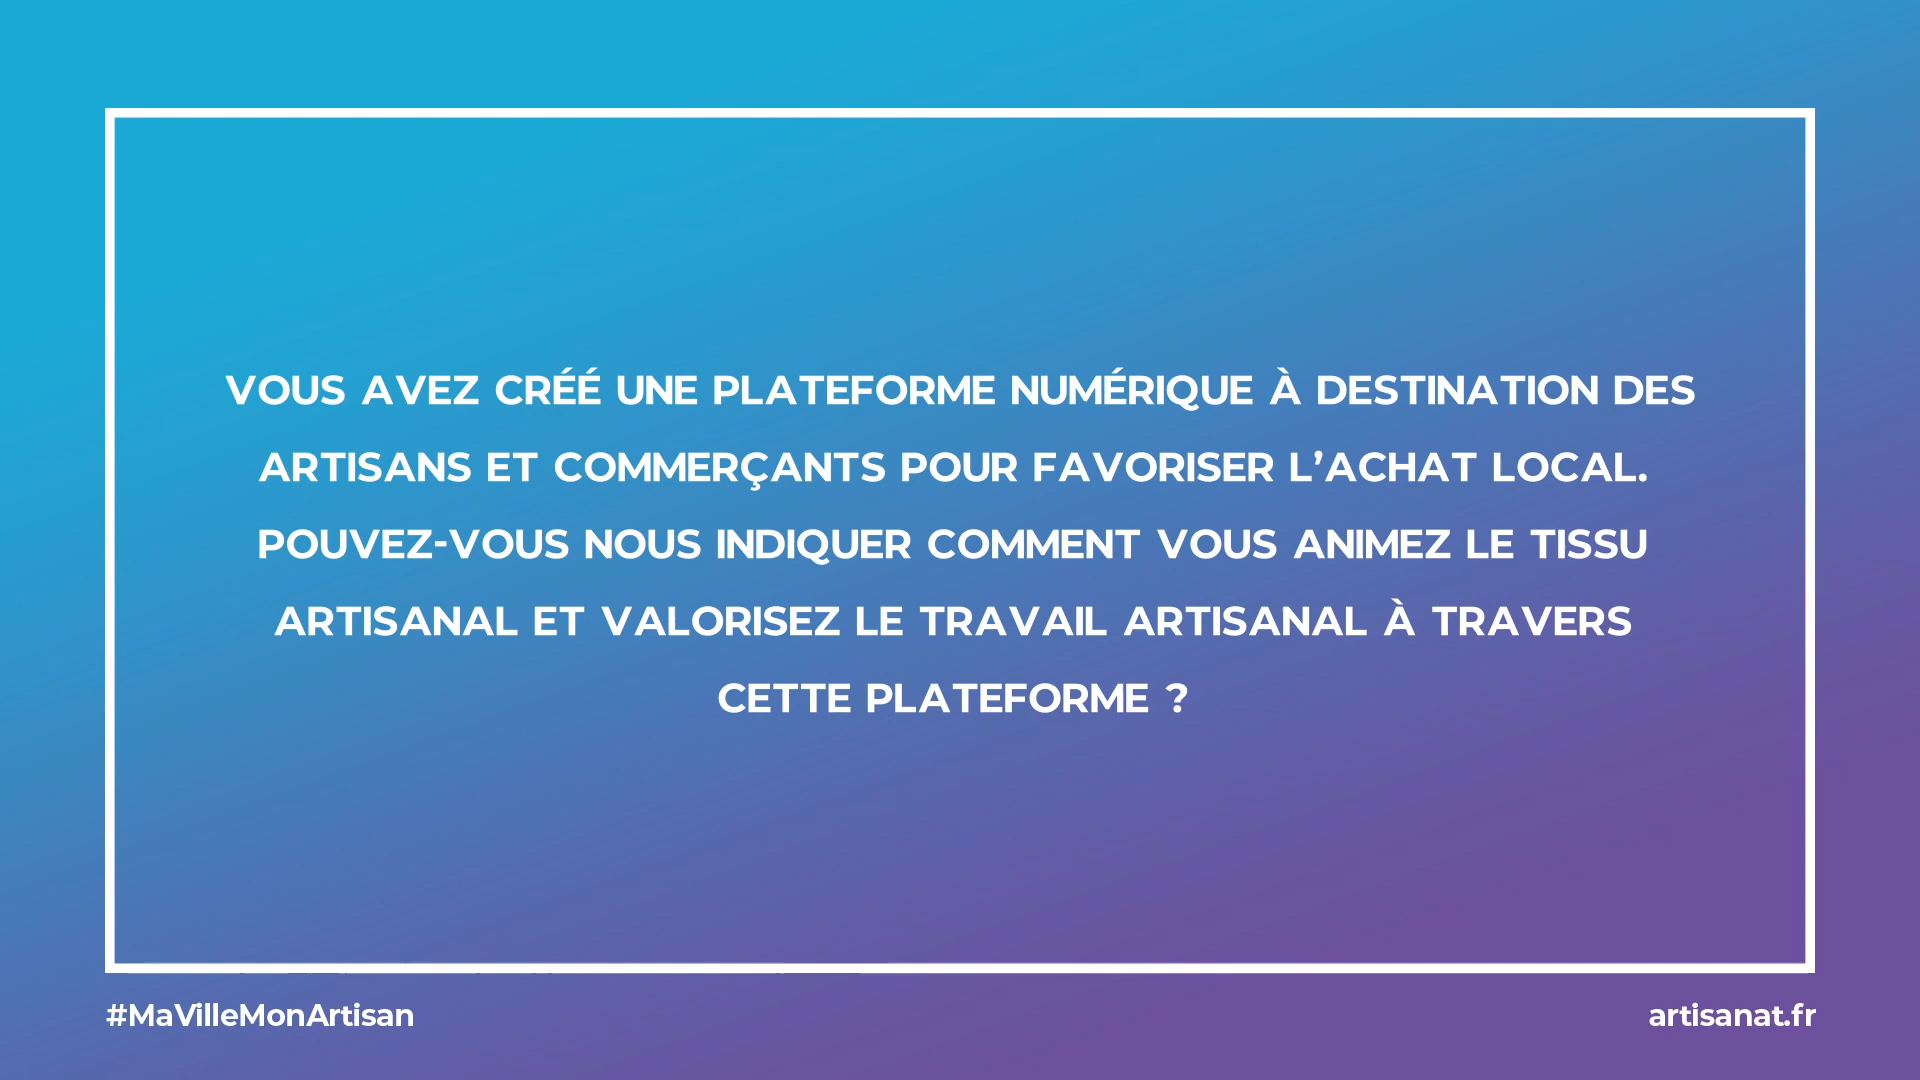 VOUS AVEZ CRÉÉ UNE PLATEFORME NUMÉRIQUE À DESTINATION DES
ARTISANS ET COMMERÇANTS POUR FAVORISER L’ACHAT LOCAL.
POUVEZ-VOUS NOUS INDIQUER COMMENT VOUS ANIMEZ LE TISSU
ARTISANAL ET VALORISEZ LE TRAVAIL ARTISANAL À TRAVERS
CETTE PLATEFORME ?
#MaVilleMonArtisan
artisanat.fr